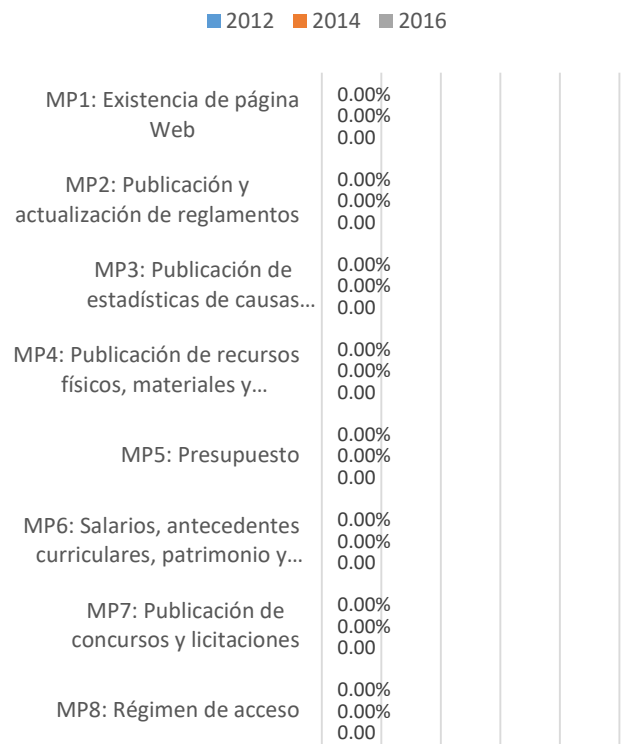 2012 2014 2016
MP1: Existencia de página
Web
0.00%
0.00%
0.00
MP2: Publicación y
actualización de reglamentos
0.00%
0.00%
0.00
MP3: Publicación de
estadísticas de causas...
0.00%
0.00%
0.00
MP4: Publicación de recursos
físicos, materiales y...
0.00%
0.00%
0.00
MP5: Presupuesto
0.00%
0.00%
0.00
MP6: Salarios, antecedentes
curriculares, patrimonio y...
0.00%
0.00%
0.00
MP7: Publicación de
concursos y licitaciones
0.00%
0.00%
0.00
MP8: Régimen de acceso
0.00%
0.00%
0.00